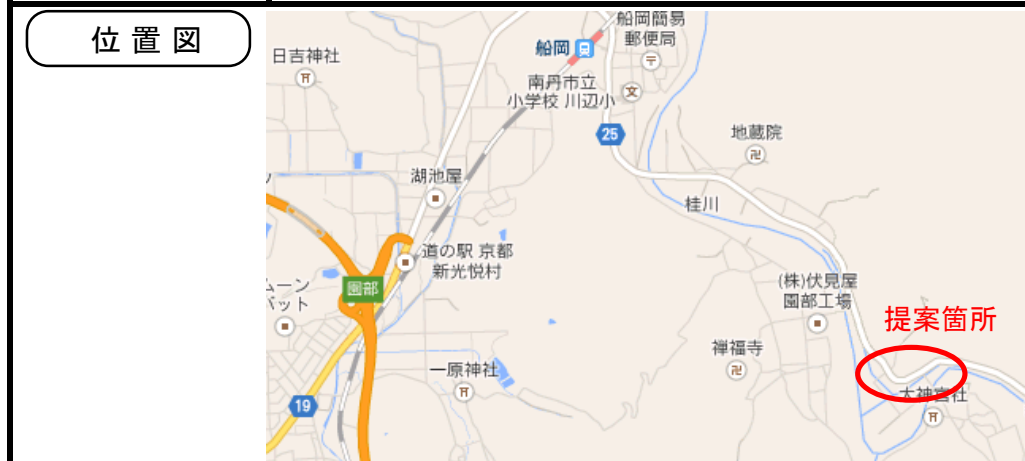 位置図
船岡簡易
郵便局
船岡
日吉神社
南丹市立
小学校 川辺小
25
地蔵院
湖池屋
桂川
道の駅 京都
新光悦村
(株)伏見屋
園部工場
園部
ムーン
バット
提案箇所
禅福寺
一原神社
大神宮社
19